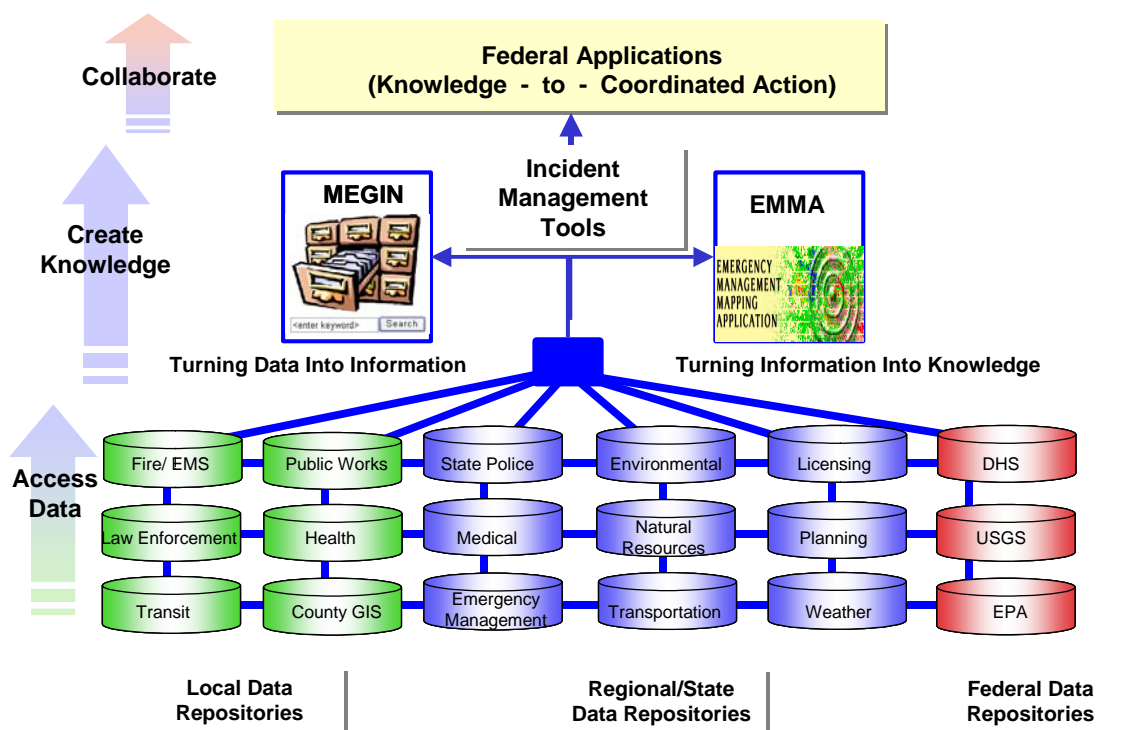 Federal Applications
(Knowledge - to - Coordinated Action)
Collaborate
Incident
Management
Tools
MEGIN
<enter keyword>
Search
EMMA
EMERGENCY
MANAGEMENT
MAPPING
APPLICATION
Create
Knowledge
Turning Data Into Information
Turning Information Into Knowledge
Access
Data
Fire/ EMS
Public Works
State Police
Environmental
Licensing
DHS
Law Enforcement
Health
Medical
Natural
Resources
Planning
USGS
Transit
County GIS
Emergency
Management
Transportation
Weather
EPA
Local Data
Repositories
Regional/State
Data Repositories
Federal Data
Repositories